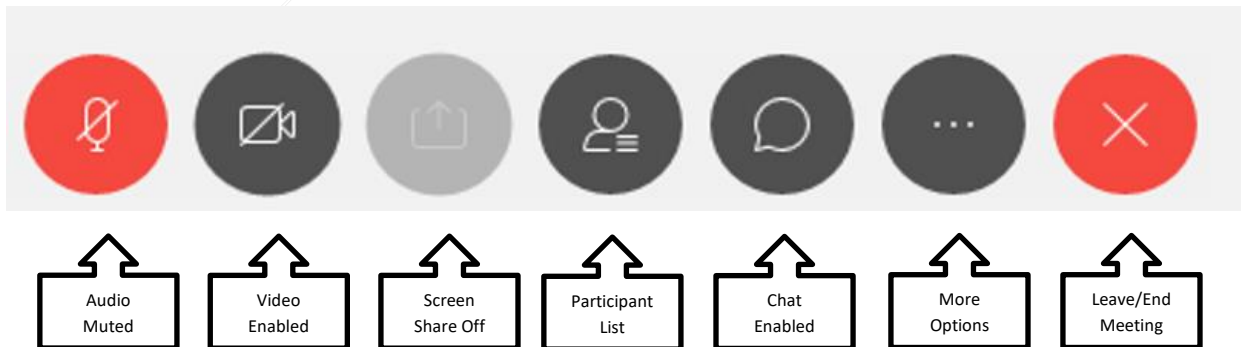 Audio
Muted
Video
Enabled
Screen
Share Off
Participant
List
Chat
Enabled
More
Options
Leave/End
Meeting